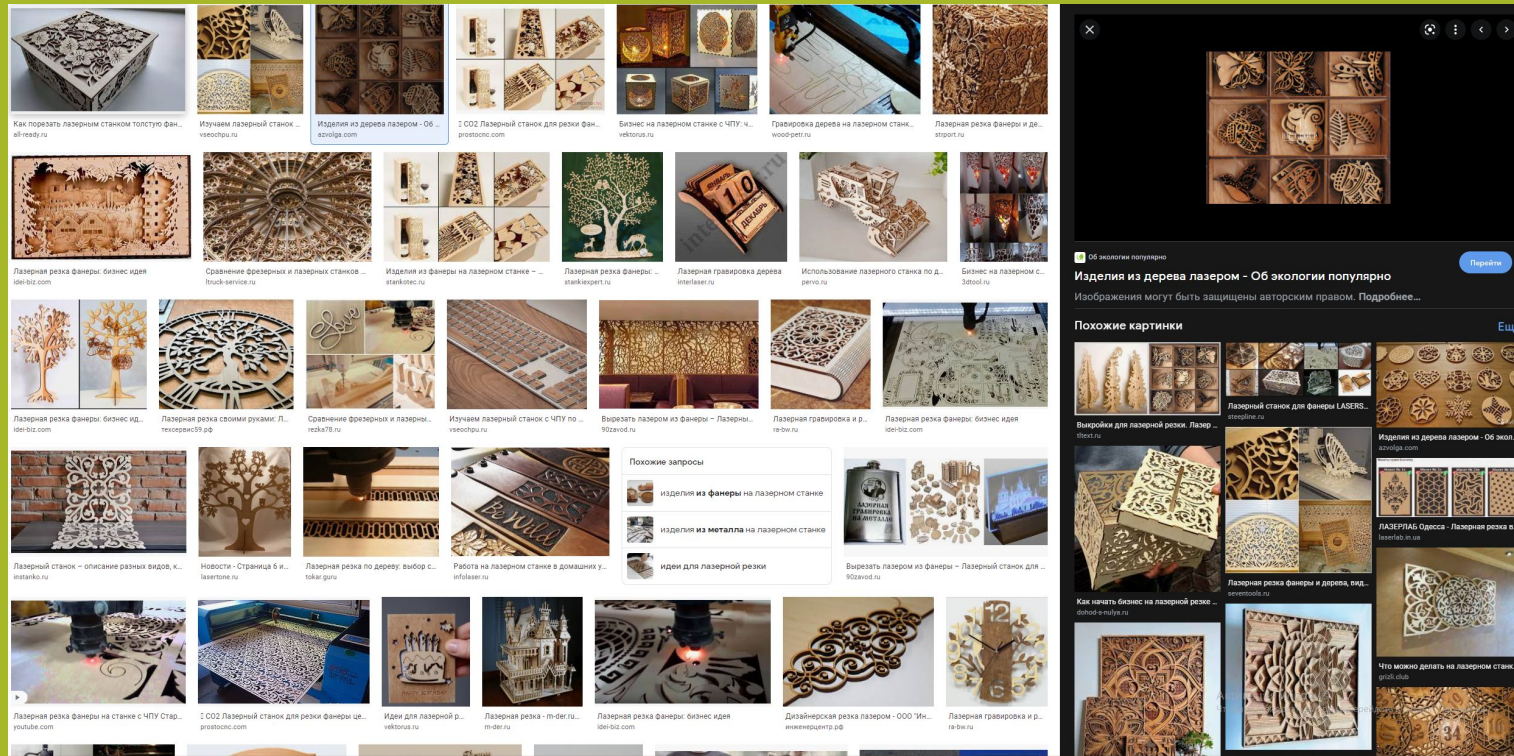 Как порезать лазерным станком толстую фан...
all-ready.ru
Изучаем лазерный станок ...
vseochpu.ru
Изделия из дерева лазером - Об ...
azvolga.com
CO2 Лазерный станок для резки фан...
prostocnc.com
Бизнес на лазерном станке с ЧПУ: ч...
vektorus.ru
Гравировка дерева на лазерном станк...
wood-petr.ru
Лазерная резка фанеры и де...
strport.ru
ЯНВАРЬ
10
ДЕКАБРЬ
Лазерная резка фанеры: бизнес идея
idei-biz.com
Сравнение фрезерных и лазерных станков ...
ltruck-service.ru
Изделия из фанеры на лазерном станке – ...
stankotec.ru
Лазерная резка фанеры: ...
stankiexpert.ru
Лазерная гравировка дерева
interlaser.ru
Использование лазерного станка по д...
pervo.ru
Бизнес на лазерном с...
3dtool.ru
Love
Лазерная резка фанеры: бизнес ид...
idei-biz.com
Лазерная резка своими руками: Л...
техсервис59.рф
Сравнение фрезерных и лазерны...
rezka78.ru
Изучаем лазерный станок с ЧПУ по ...
vseochpu.ru
Вырезать лазером из фанеры – Лазерны...
90zavod.ru
Лазерная гравировка и р...
ra-bw.ru
Лазерная резка фанеры: бизнес идея
idei-biz.com
Be Wild
Похожие запросы
изделия из фанеры на лазерном станке
изделия из металла на лазерном станке
идеи для лазерной резки
ЛАЗЕРНАЯ
ГРАВИРОВКА
НА МЕТАЛЛЕ
Лазерный станок – описание разных видов, к...
instanko.ru
Новости - Страница 6 и...
lasertone.ru
Лазерная резка по дереву: выбор с...
tokar.guru
Работа на лазерном станке в домашних у...
infolaser.ru
Вырезать лазером из фанеры – Лазерный станок для ...
90zavod.ru
12
6
Лазерная резка фанеры на станке с ЧПУ Стар...
youtube.com
CO2 Лазерный станок для резки фанеры це...
prostocnc.com
Идеи для лазерной р...
vektorus.ru
Лазерная резка - m-der.ru...
m-der.ru
Лазерная резка фанеры: бизнес идея
idei-biz.com
Дизайнерская резка лазером - ООО "Ин...
инженерцентр.рф
Лазерная гравировка и р...
ra-bw.ru
Об экологии популярно
Изделия из дерева лазером - Об экологии популярно
Перейти
Изображения могут быть защищены авторским правом. Подробнее...
Похожие картинки
Ещ
Выкройки для лазерной резки. Лазер ...
tltext.ru
Лазерный станок для фанеры LASERS...
steepline.ru
Изделия из дерева лазером - Об экол...
azvolga.com
ЛАЗЕРЛАБ Одесса - Лазерная резка в...
laserlab.in.ua
Как начать бизнес на лазерной резке ...
dohod-s-nulya.ru
Лазерная резка фанеры и дерева, вид...
seventools.ru
Что можно делать на лазерном станк...
grizli.club